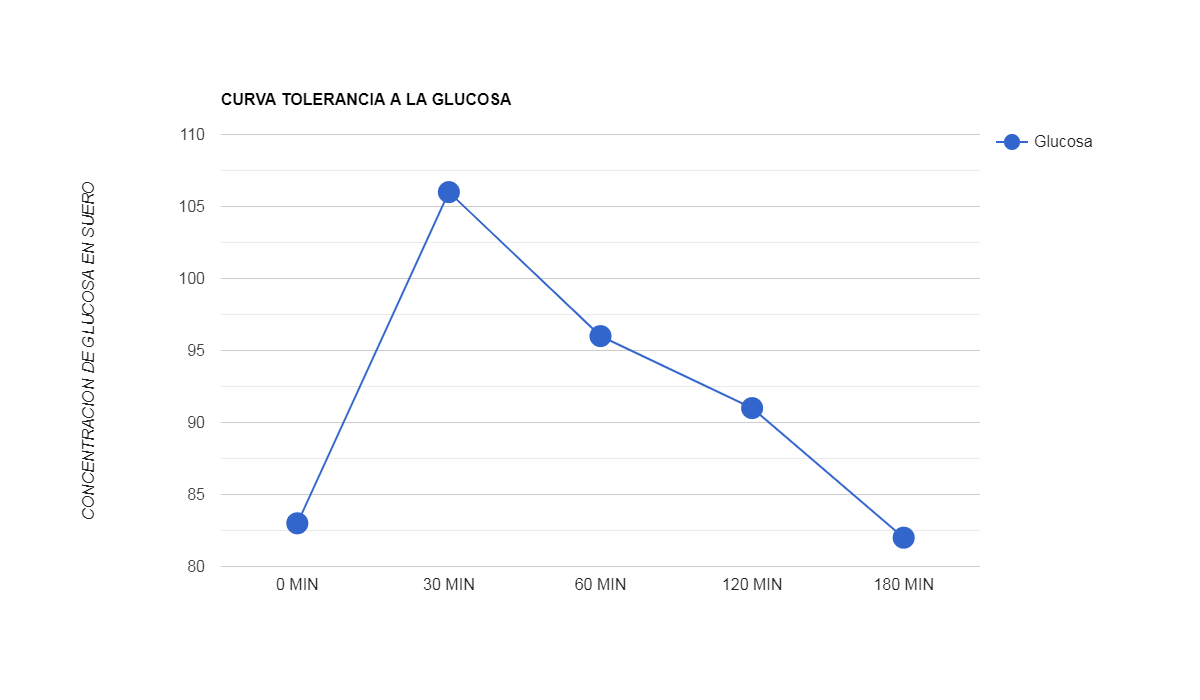 CURVA TOLERANCIA A LA GLUCOSA
110
105
100
95
90
85
80
CONCENTRACION DE GLUCOSA EN SUERO
0 MIN
30 MIN
60 MIN
120 MIN
180 MIN
Glucosa